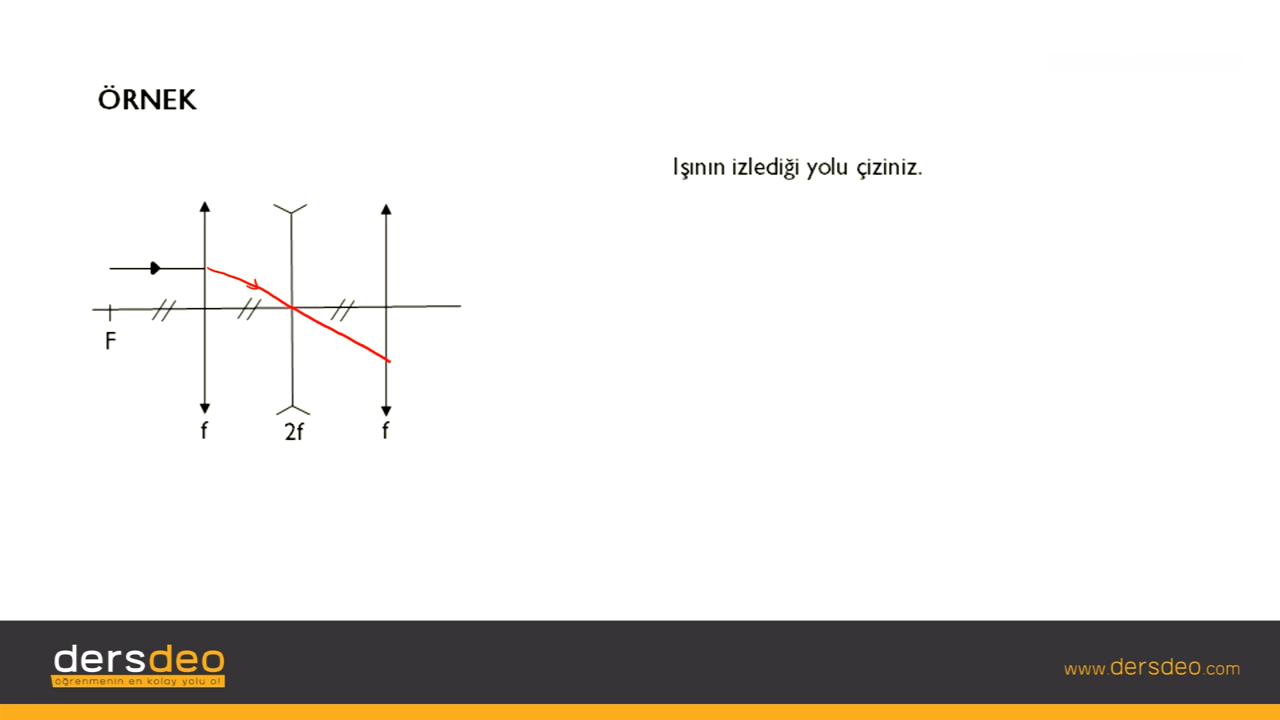 ÖRNEK
Işının izlediği yolu çiziniz.
F
f
2f
f
dersdeo
öğrenmenin en kolay yolu o!
www.dersdeo.com